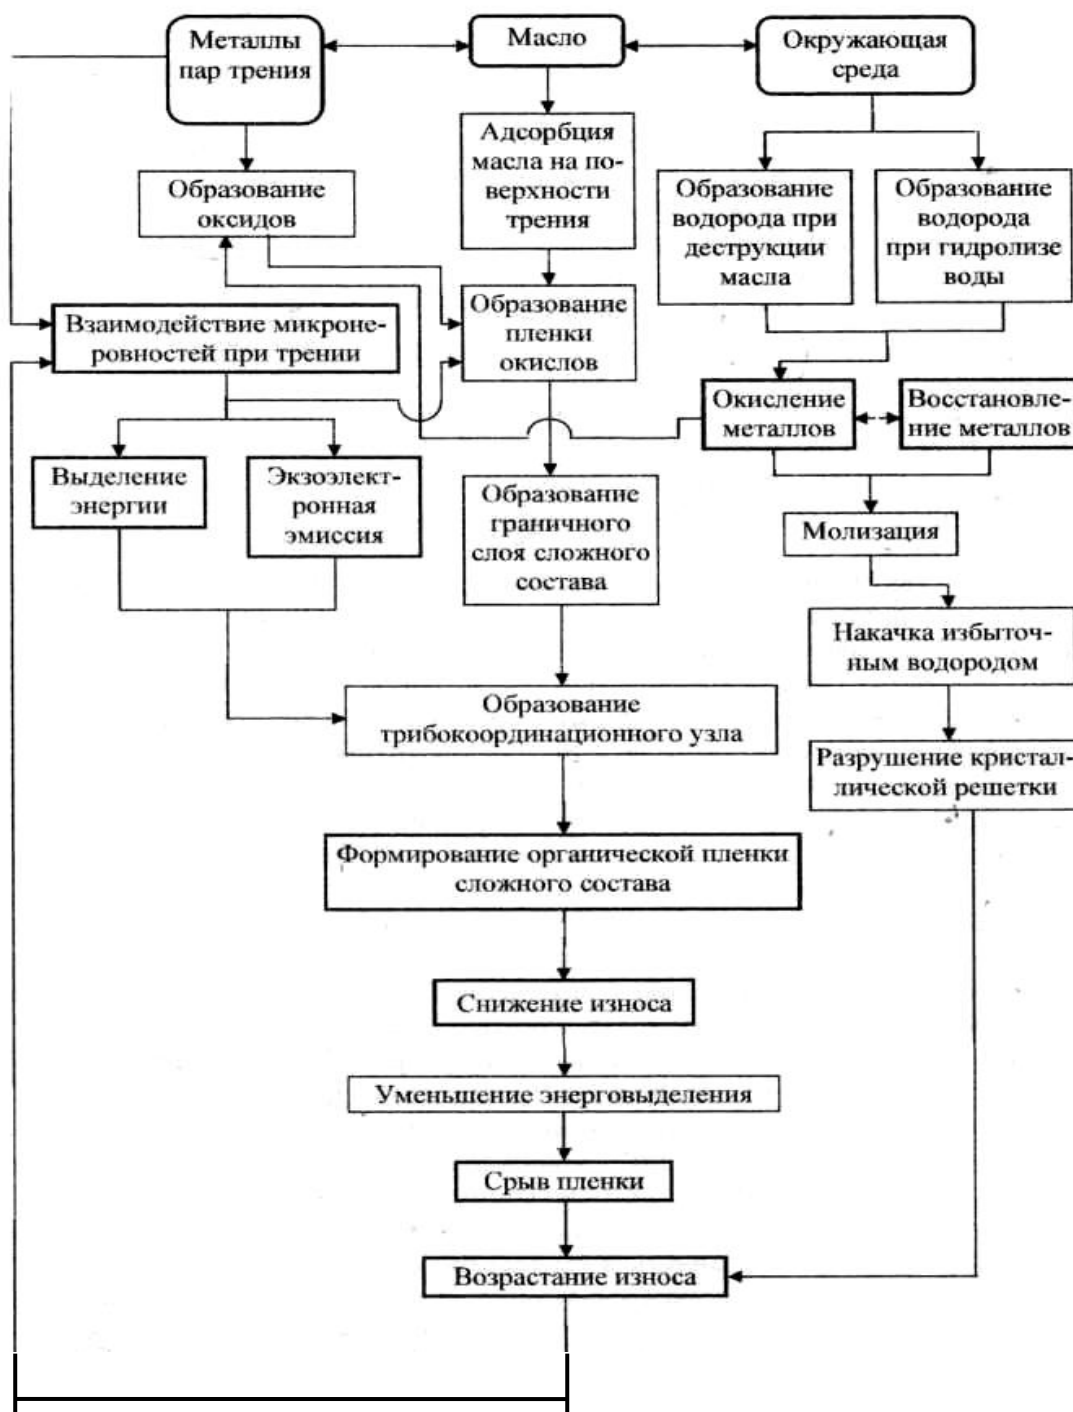 Металлы
пар трения
Масло
Окружающая
среда
Адсорбция
масла на по-
верхности
трения
Образование
оксидов
Образование
водорода при
деструкции
масла
Образование
водорода
при гидролизе
воды
Взаимодействие микроне-
ровностей при трении
Образование
пленки
окислов
Окисление
металлов
Восстановле-
ние металлов
Выделение
энергии
Экзоэлект-
ронная
эмиссия
Образование
граничного
слоя сложного
состава
Молизация
Накачка избыточ-
ным водородом
Образование
трибокоординационного узла
Разрушение кристал-
лической решетки
Формирование органической пленки
сложного состава
Снижение износа
Уменьшение энерговыделения
Срыв пленки
Возрастание износа